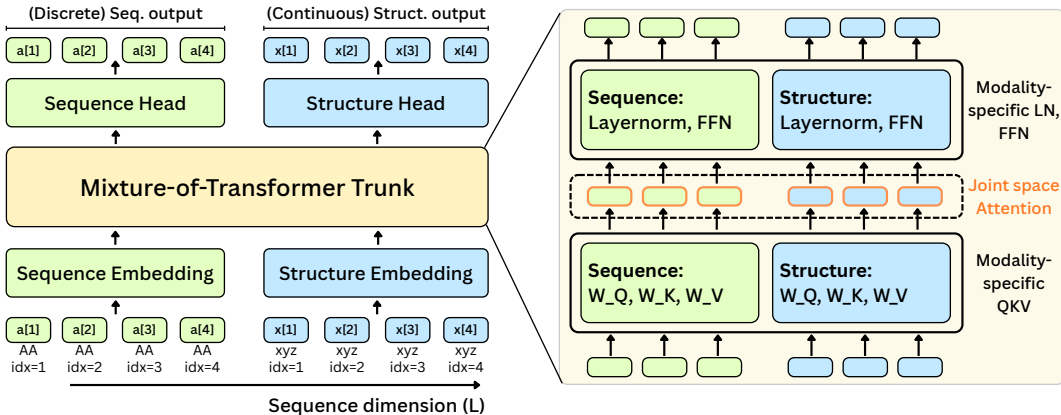 (Discrete) Seq. output
(Continuous) Struct. output
a[1] a[2] a[3] a[4]
x[1] x[2] x[3] x[4]
Sequence Head
Structure Head
Mixture-of-Transformer Trunk
Sequence Embedding
Structure Embedding
a[1] a[2] a[3] a[4]
x[1] x[2] x[3] x[4]
AA AA AA AA
xyz xyz xyz xyz
idx=1 idx=2 idx=3 idx=4
idx=1 idx=2 idx=3 idx=4
Sequence dimension (L)
Sequence:
Layernorm, FFN
Structure:
Layernorm, FFN
Modality-
specific LN,
FFN
Joint space
Attention
Sequence:
W_Q, W_K, W_V
Structure:
W_Q, W_K, W_V
Modality-
specific
QKV